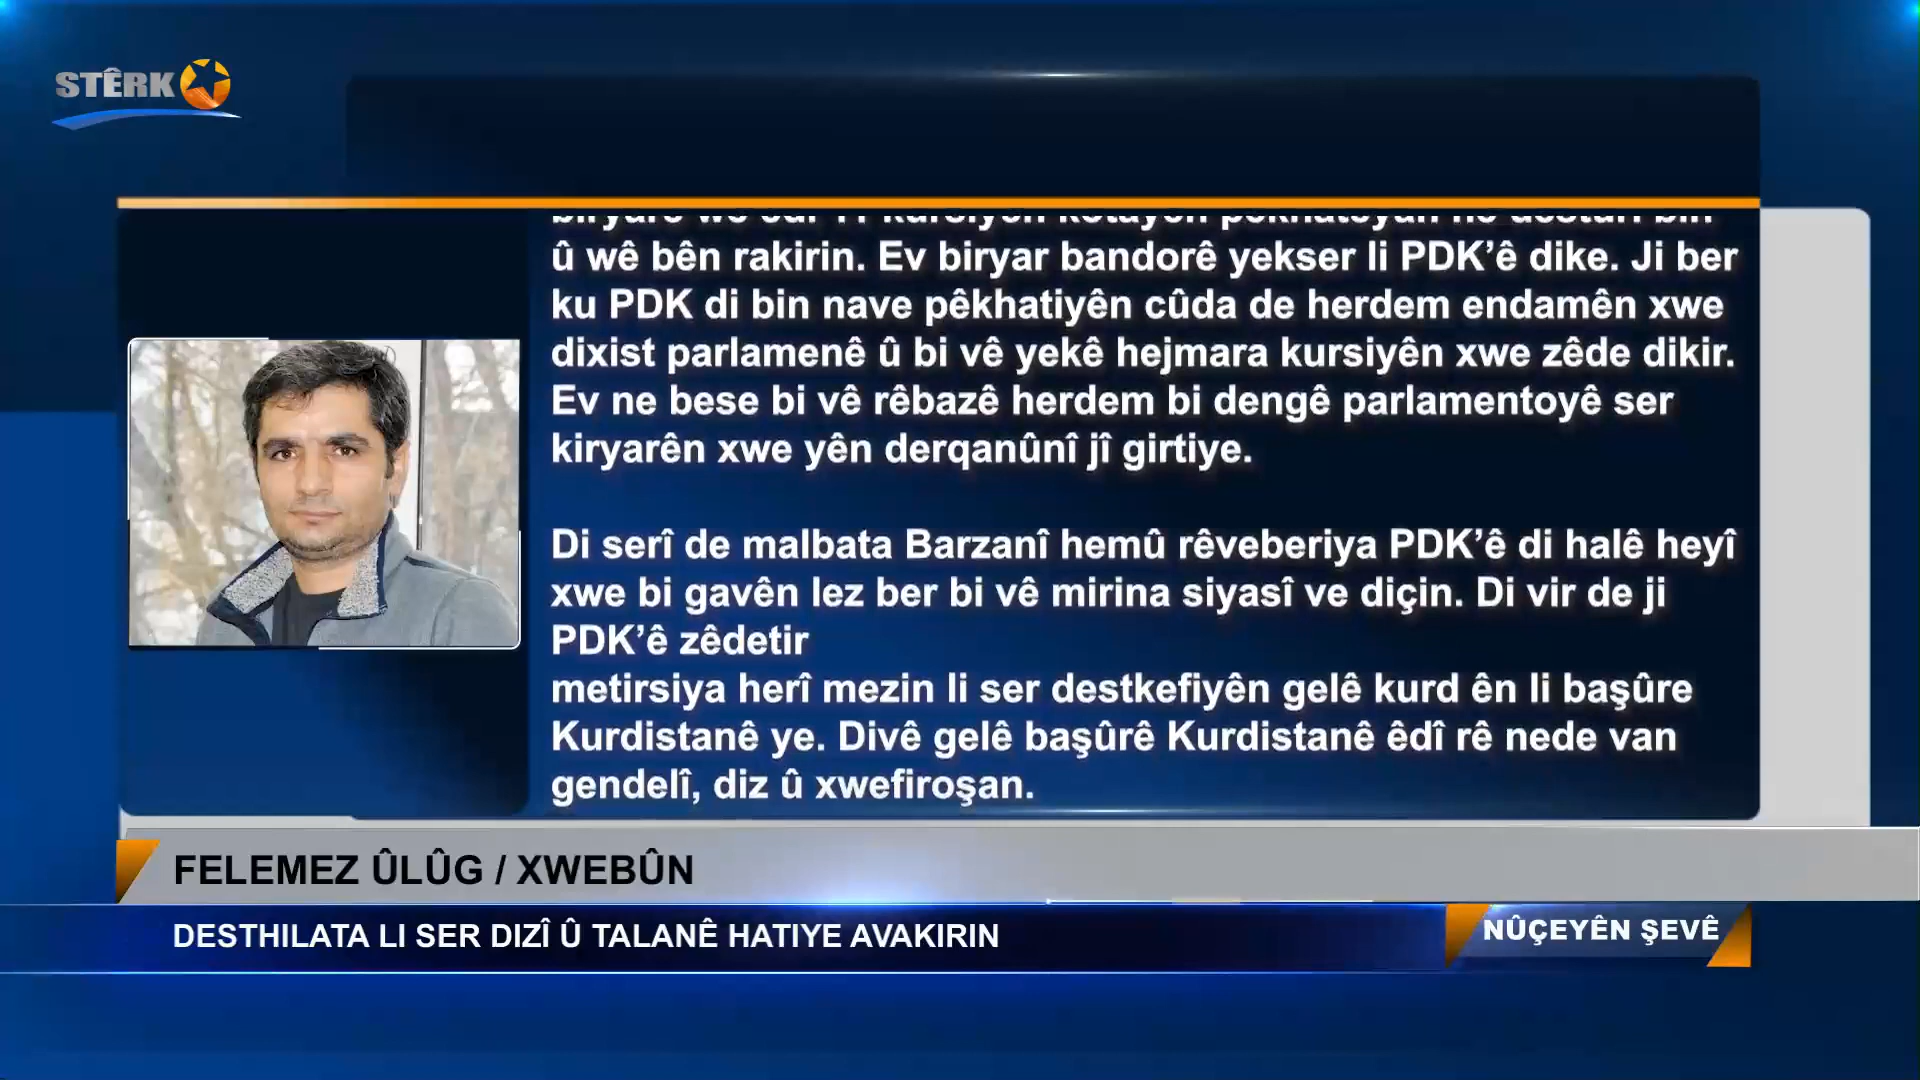 STÊRK
û wê bên rakirin. Ev biryar bandorê yekser li PDK’ê dike. Ji ber
ku PDK di bin nave pêkhatiyên cûda de herdem endamên xwe
dixist parlamenê û bi vê yekê hejmara kursiyên xwe zêde dikir.
Ev ne bese bi vê rêbazê herdem bi dengê parlamentoyê ser
kiryarên xwe yên derqanûnî jî girtiye.
Di serî de malbata Barzanî hemû rêveberiya PDK’ê di halê heyî
xwe bi gavên lez ber bi vê mirina siyasî ve diçin. Di vir de ji
PDK’ê zêdetir
metirsiya herî mezin li ser destkefiyên gelê kurd ên li başûre
Kurdistanê ye. Divê gelê başûrê Kurdistanê êdî rê nede van
gendelî, diz û xwefiroşan.
FELEMEZ ÛLÛG / XWEBÛN
DESTHILATA LI SER DIZÎ Û TALANÊ HATIYE AVAKIRIN
NÛÇEYÊN ŞEVÊ